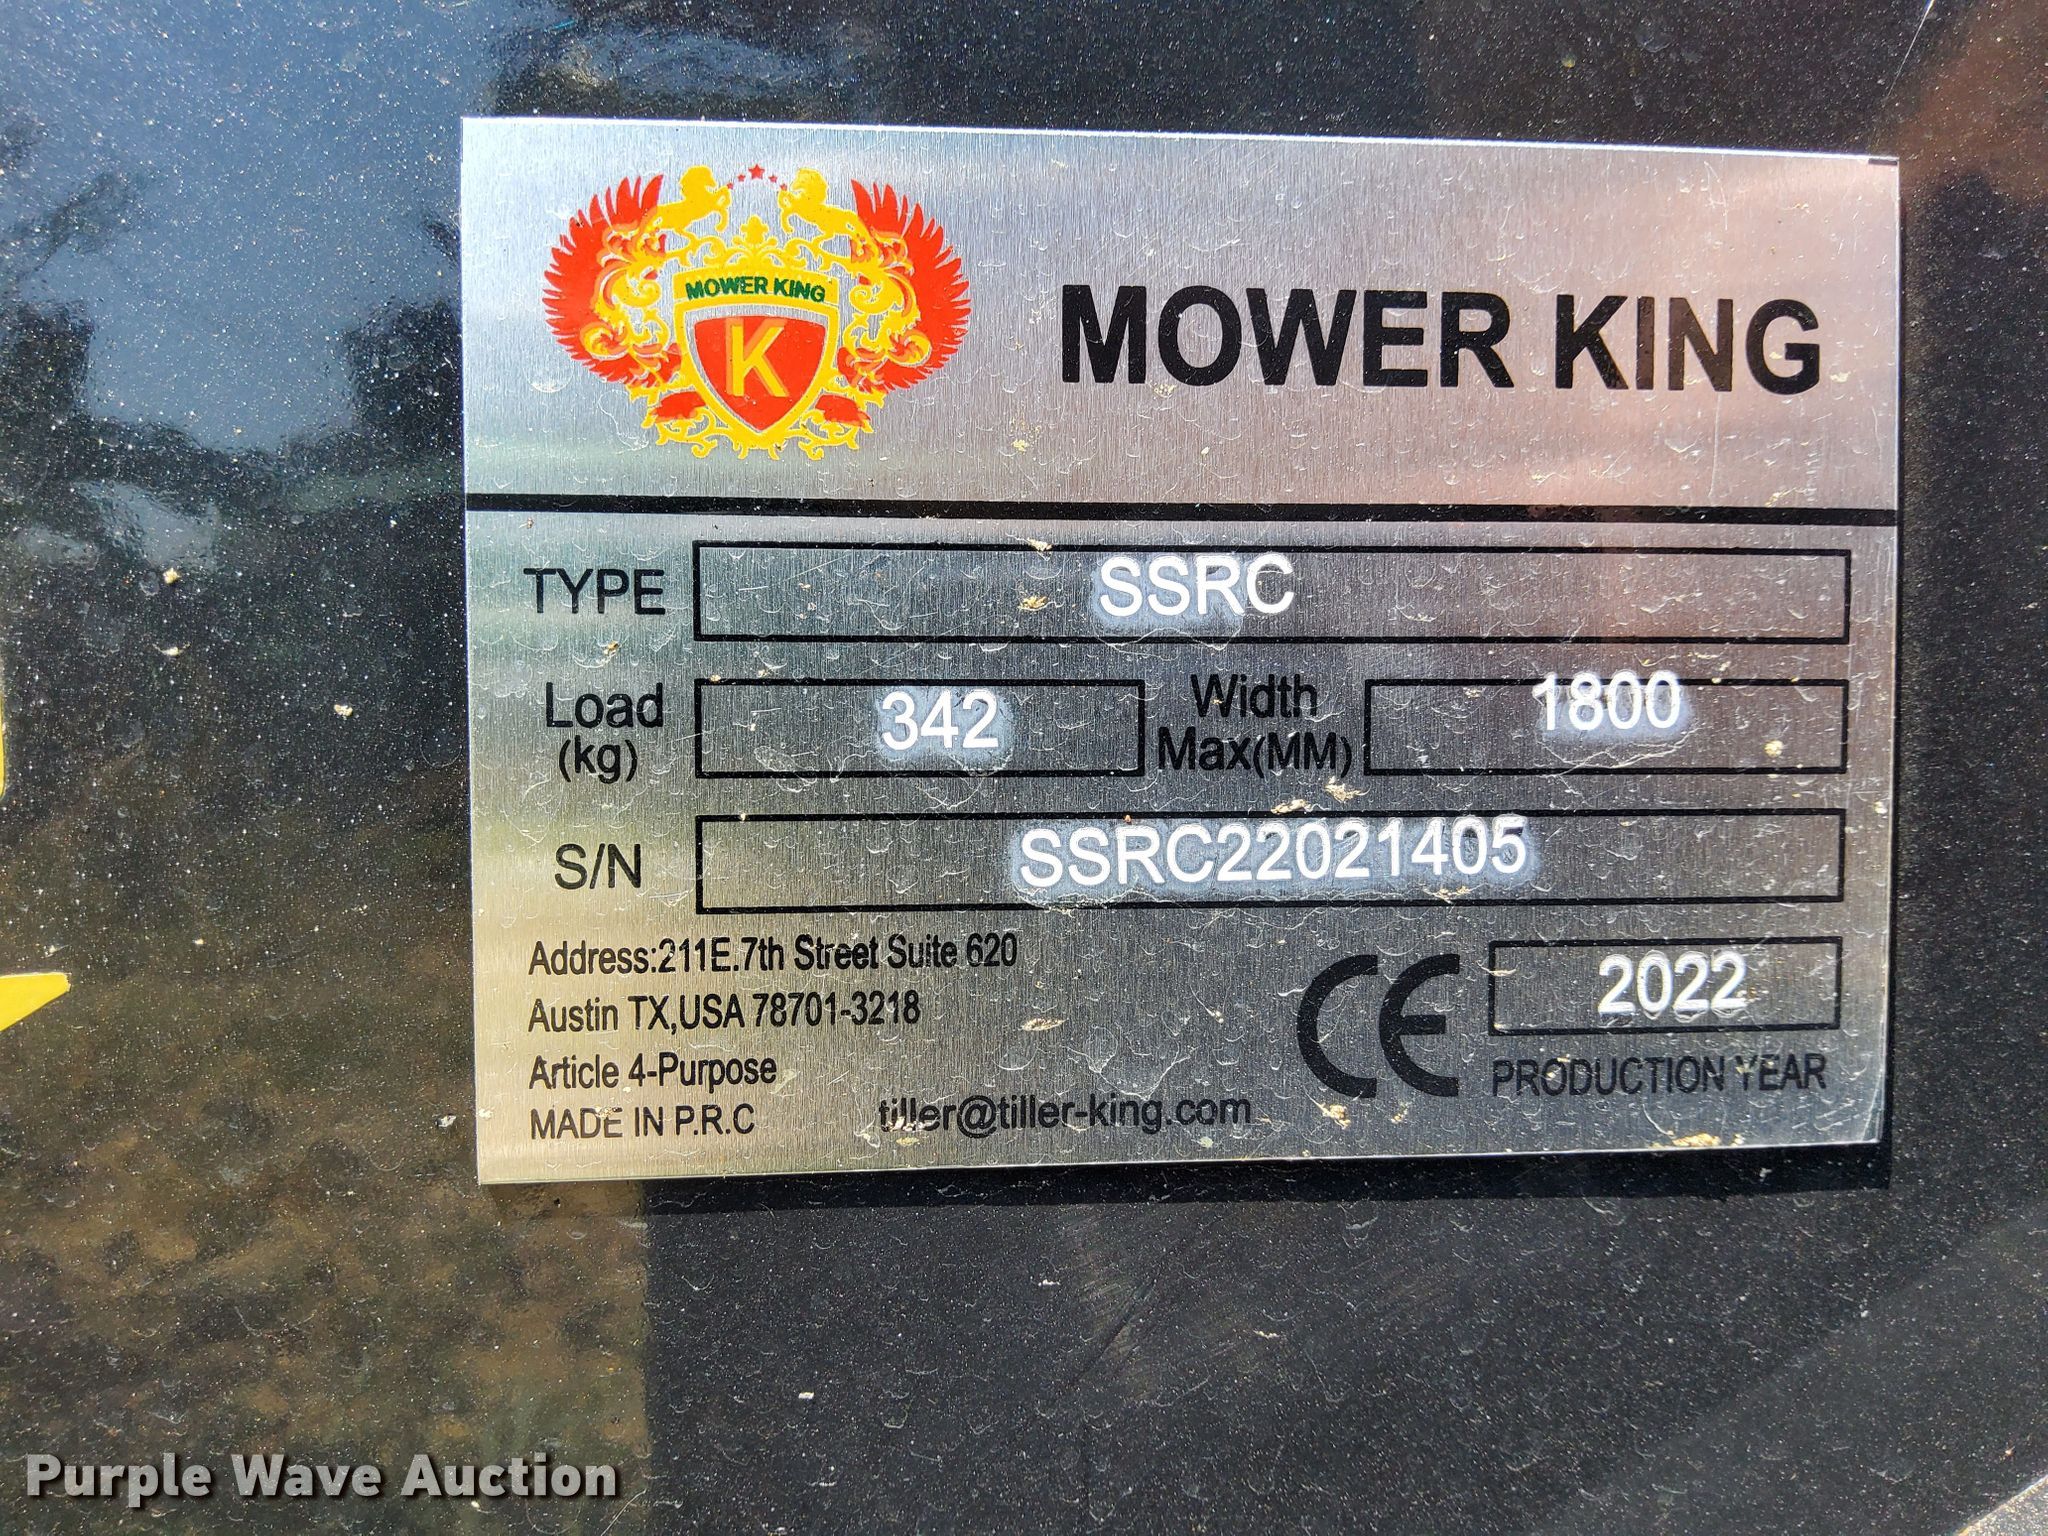 MOWER KING
K
MOWER KING
TYPE SSRC
Load (kg) 342 Width Max(MM) 1800
S/N SSRC22021405
Address:211E.7th Street Suite 620
Austin TX,USA 78701-3218
Article 4-Purpose
MADE IN P.R.C tiller@tiller-king.com
CE 2022
PRODUCTION YEAR
Purple Wave Auction